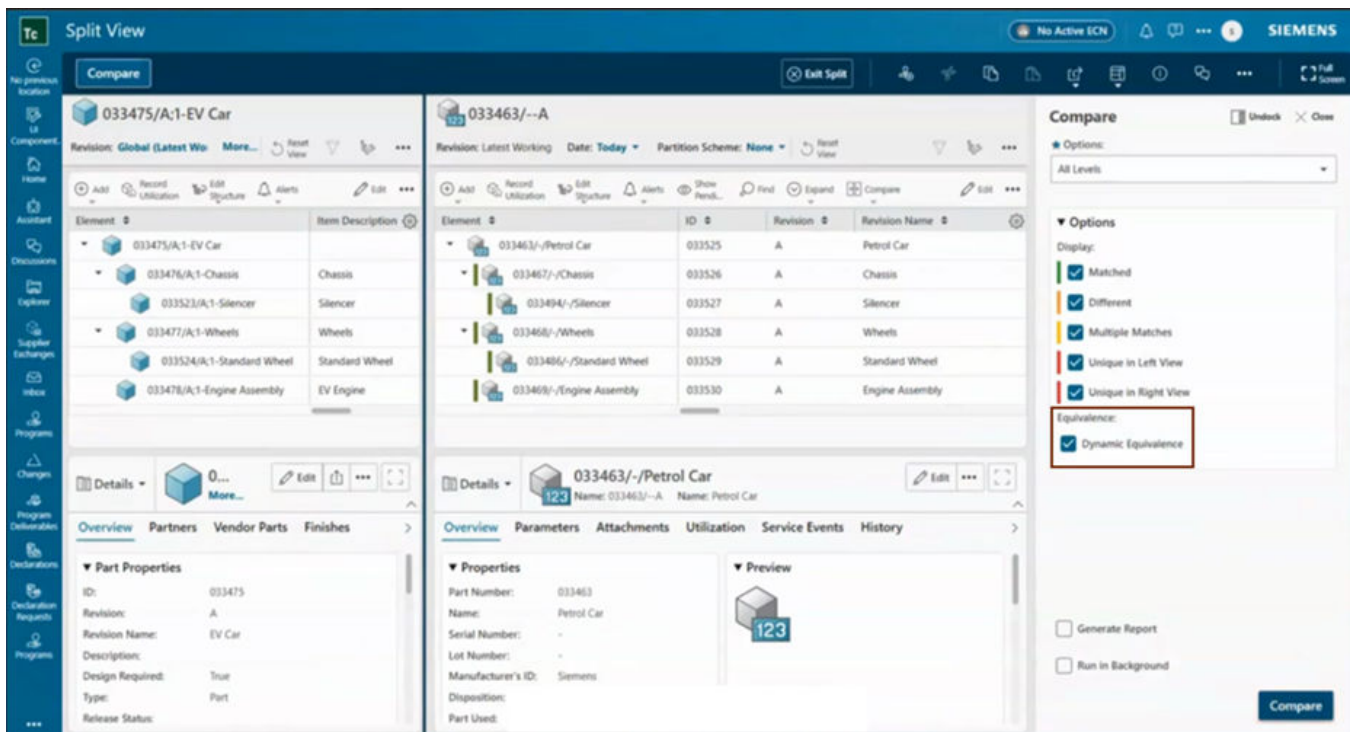 Tc
Split View
No Active ECN
SIEMENS
No previous location
Compare
Exit Split
Full Screen
UI Component..
Home
Assistant
Discussions
Explorer
Supplier Exchanges
Inbox
Programs
Changes
Program Deliverables
Declarations
Declaration Requests
Programs
033475/A;1-EV Car
Revision: Global (Latest Wo More... Reset View
Add Record Utilization Edit Structure Alerts Edit
Element Item Description
033475/A;1-EV Car
033476/A;1-Chassis Chassis
033523/A;1-Silencer Silencer
033477/A;1-Wheels Wheels
033524/A;1-Standard Wheel Standard Wheel
033478/A;1-Engine Assembly EV Engine
Details 0... More... Edit
Overview Partners Vendor Parts Finishes
Part Properties
ID: 033475
Revision: A
Revision Name: EV Car
Description:
Design Required: True
Type: Part
Release Status:
033463/--A
Revision: Latest Working Date: Today Partition Scheme: None Reset View
Add Record Utilization Edit Structure Alerts Show Pendi... Find Expand Compare Edit
Element ID Revision Revision Name
033463/-/Petrol Car 033525 A Petrol Car
033467/-/Chassis 033526 A Chassis
033494/-/Silencer 033527 A Silencer
033468/-/Wheels 033528 A Wheels
033486/-/Standard Wheel 033529 A Standard Wheel
033469/-/Engine Assembly 033530 A Engine Assembly
Details 033463/-/Petrol Car Edit
123 Name: 033463/--A Name: Petrol Car
Overview Parameters Attachments Utilization Service Events History
Properties
Part Number: 033463
Name: Petrol Car
Serial Number: -
Lot Number: -
Manufacturer's ID: Siemens
Disposition:
Part Used:
Preview
123
Compare Undock Close
Options:
All Levels
Options
Display:
Matched
Different
Multiple Matches
Unique in Left View
Unique in Right View
Equivalence:
Dynamic Equivalence
Generate Report
Run in Background
Compare